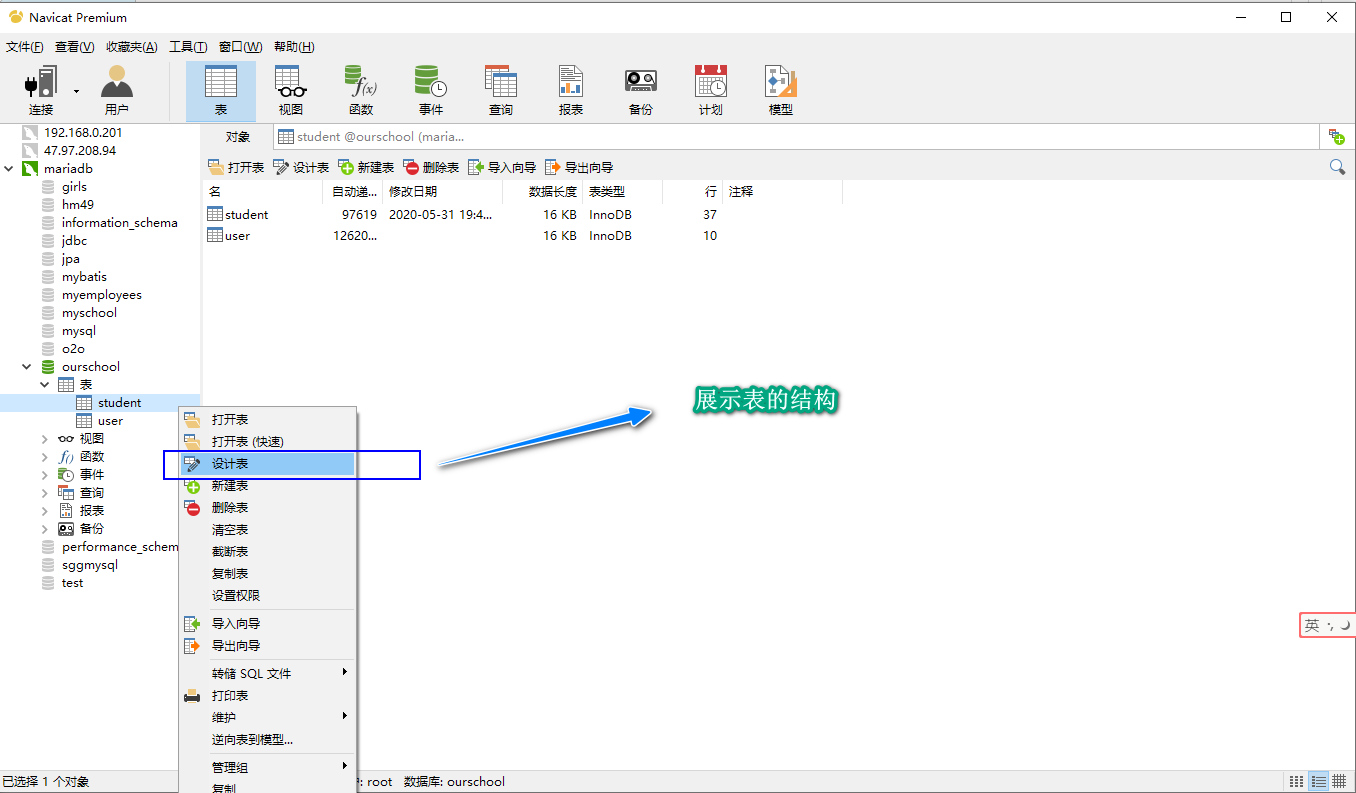 Navicat Premium
文件(F) 查看(V) 收藏夹(A) 工具(T) 窗口(W) 帮助(H)
连接 用户 表 视图 函数 事件 查询 报表 备份 计划 模型
192.168.0.201
47.97.208.94
mariadb
girls
hm49
information_schema
jdbc
jpa
mybatis
myemployees
myschool
mysql
o2o
ourschool
表
student
user
视图
函数
事件
查询
报表
备份
performance_schem
sggmysql
test
对象 student @ourschool (maria...
打开表 设计表 新建表 删除表 导入向导 导出向导
名 自动递... 修改日期 数据长度 表类型 行 注释
student 97619 2020-05-31 19:4... 16 KB InnoDB 37
user 12620... 16 KB InnoDB 10
打开表
打开表 (快速)
设计表
新建表
删除表
清空表
截断表
复制表
设置权限
导入向导
导出向导
转储 SQL 文件
打印表
维护
逆向表到模型...
管理组
复制
展示表的结构
英 ·,
已选择 1 个对象 : root 数据库: ourschool